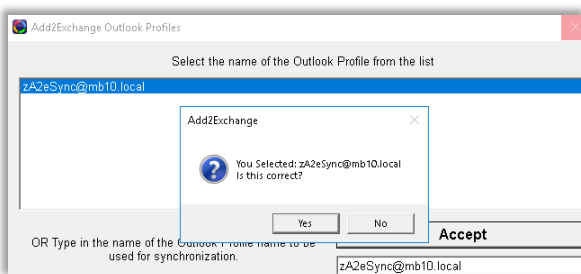 Add2Exchange Outlook Profiles
Select the name of the Outlook Profile from the list
zA2eSync@mb10.local
Add2Exchange
You Selected: zA2eSync@mb10.local
Is this correct?
Yes
No
OR Type in the name of the Outlook Profile name to be
used for synchronization.
Accept
zA2eSync@mb10.local